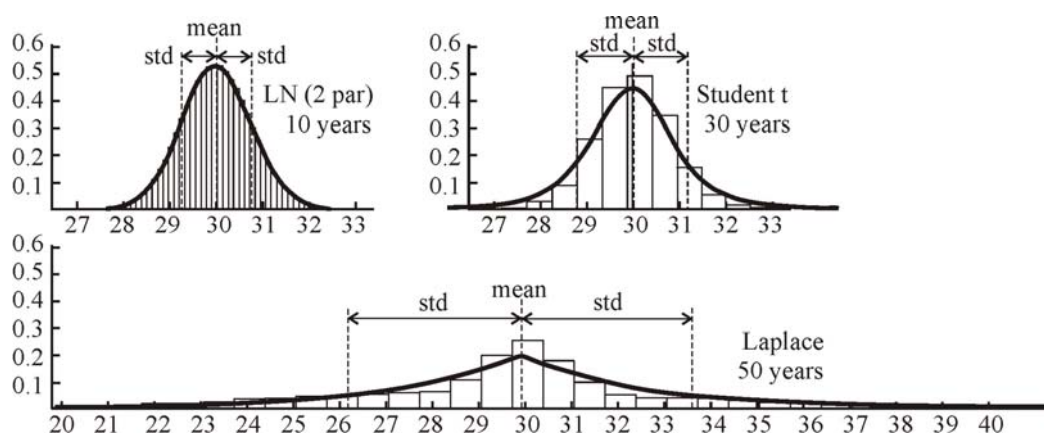 mean
0.6
std std
0.5
0.4
LN (2 par)
10 years
0.3
0.2
0.1
27 28 29 30 31 32 33
mean
0.6
std std
0.5
0.4
Student t
30 years
0.3
0.2
0.1
27 28 29 30 31 32 33
0.6
0.5
mean
0.4
std std
0.3
Laplace
50 years
0.2
0.1
20 21 22 23 24 25 26 27 28 29 30 31 32 33 34 35 36 37 38 39 40